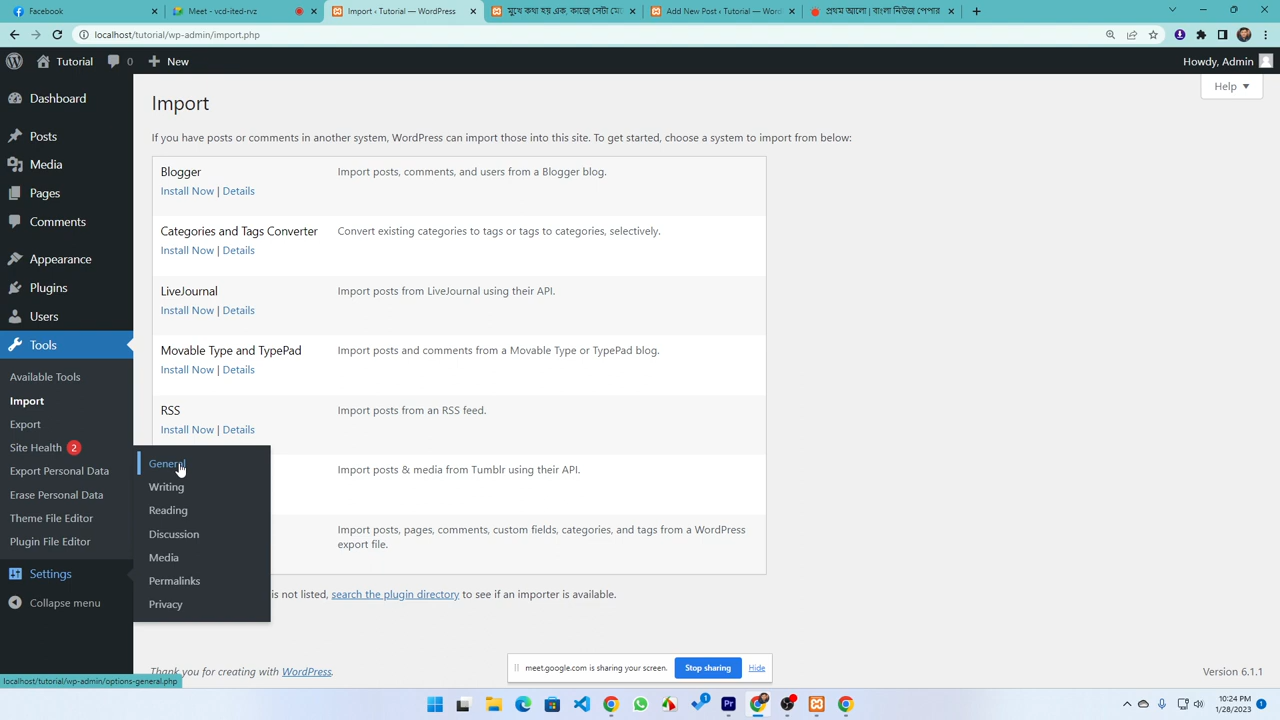 Facebook
Meet - vcd-ited-rvz
Import ‹ Tutorial — WordPress
মুখে কথা হয় এক, কাজে সেটা মে
Add New Post ‹ Tutorial — Word
প্রথম আলো | বাংলা নিউজ পেপার
localhost/tutorial/wp-admin/import.php
Tutorial
0
New
Howdy, Admin
Help
Dashboard
Posts
Media
Pages
Comments
Appearance
Plugins
Users
Tools
Available Tools
Import
Export
Site Health 2
Export Personal Data
Erase Personal Data
Theme File Editor
Plugin File Editor
Settings
Collapse menu
General
Writing
Reading
Discussion
Media
Permalinks
Privacy
Import
If you have posts or comments in another system, WordPress can import those into this site. To get started, choose a system to import from below:
Blogger
Import posts, comments, and users from a Blogger blog.
Install Now | Details
Categories and Tags Converter
Convert existing categories to tags or tags to categories, selectively.
Install Now | Details
LiveJournal
Import posts from LiveJournal using their API.
Install Now | Details
Movable Type and TypePad
Import posts and comments from a Movable Type or TypePad blog.
Install Now | Details
RSS
Import posts from an RSS feed.
Install Now | Details
Import posts & media from Tumblr using their API.
Import posts, pages, comments, custom fields, categories, and tags from a WordPress
export file.
is not listed, search the plugin directory to see if an importer is available.
meet.google.com is sharing your screen.
Stop sharing
Hide
Thank you for creating with WordPress.
Version 6.1.1
localhost/tutorial/wp-admin/options-general.php
1
Pr
10:24 PM
1/28/2023
1